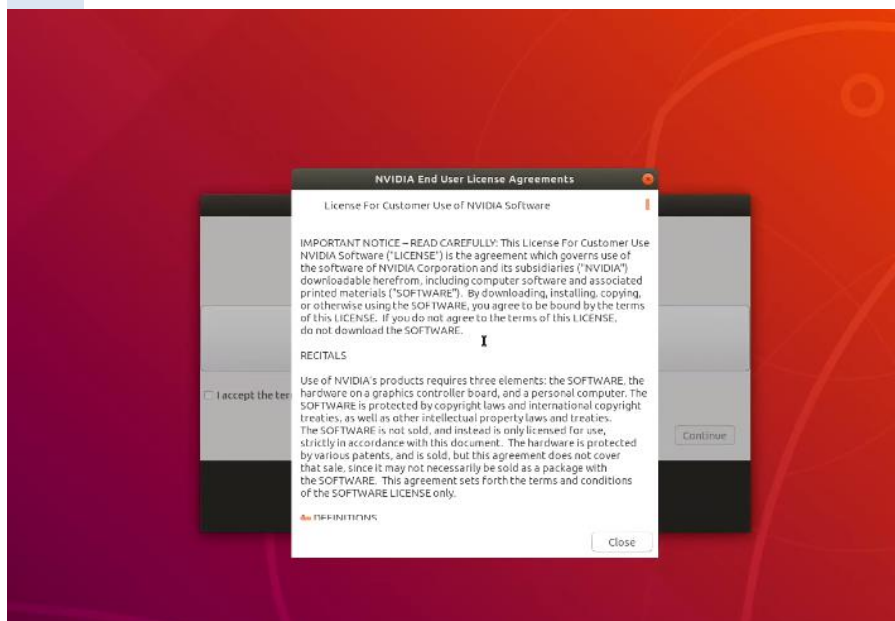 NVIDIA End User License Agreements
License For Customer Use of NVIDIA Software
IMPORTANT NOTICE – READ CAREFULLY: This License For Customer Use
NVIDIA Software ("LICENSE") is the agreement which governs use of
the software of NVIDIA Corporation and its subsidiaries ("NVIDIA")
downloadable herefrom, including computer software and associated
printed materials ("SOFTWARE"). By downloading, installing, copying,
or otherwise using the SOFTWARE, you agree to be bound by the terms
of this LICENSE. If you do not agree to the terms of this LICENSE,
do not download the SOFTWARE.
RECITALS
Use of NVIDIA's products requires three elements: the SOFTWARE, the
hardware on a graphics controller board, and a personal computer. The
SOFTWARE is protected by copyright laws and international copyright
treaties, as well as other intellectual property laws and treaties.
The SOFTWARE is not sold, and instead is only licensed for use,
strictly in accordance with this document. The hardware is protected
by various patents, and is sold, but this agreement does not cover
that sale, since it may not necessarily be sold as a package with
the SOFTWARE. This agreement sets forth the terms and conditions
of the SOFTWARE LICENSE only.
DEFINITIONS
Close
I accept the ter
Continue